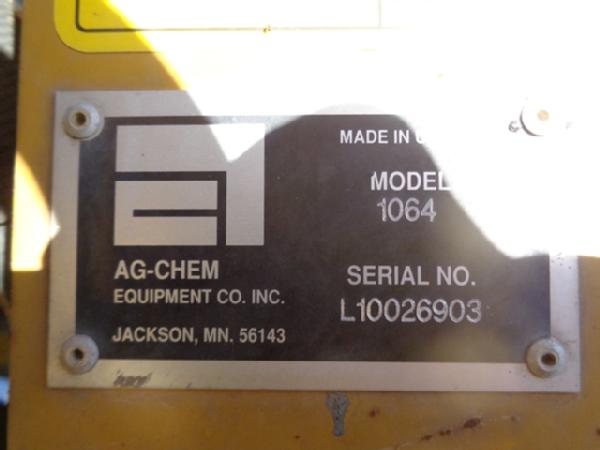 MADE IN
MODEL
1064
AG-CHEM
EQUIPMENT CO. INC.
SERIAL NO.
L10026903
JACKSON, MN. 56143